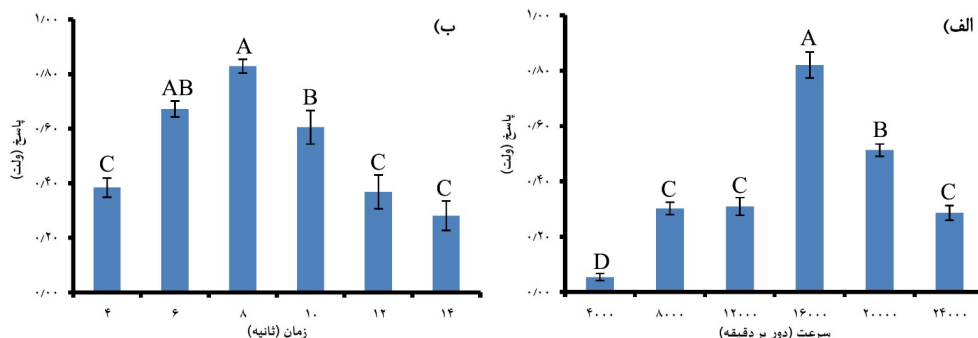 الف)
پاسخ (ولت)
۱/۰۰
۰/۸۰
۰/۶۰
۰/۴۰
۰/۲۰
۰/۰۰
D
C
C
A
B
C
۴۰۰۰ ۸۰۰۰ ۱۲۰۰۰ ۱۶۰۰۰ ۲۰۰۰۰ ۲۴۰۰۰
سرعت (دور بر دقیقه)
ب)
پاسخ (ولت)
۱/۰۰
۰/۸۰
۰/۶۰
۰/۴۰
۰/۲۰
۰/۰۰
C
AB
A
B
C
C
۴ ۶ ۸ ۱۰ ۱۲ ۱۴
زمان (ثانیه)